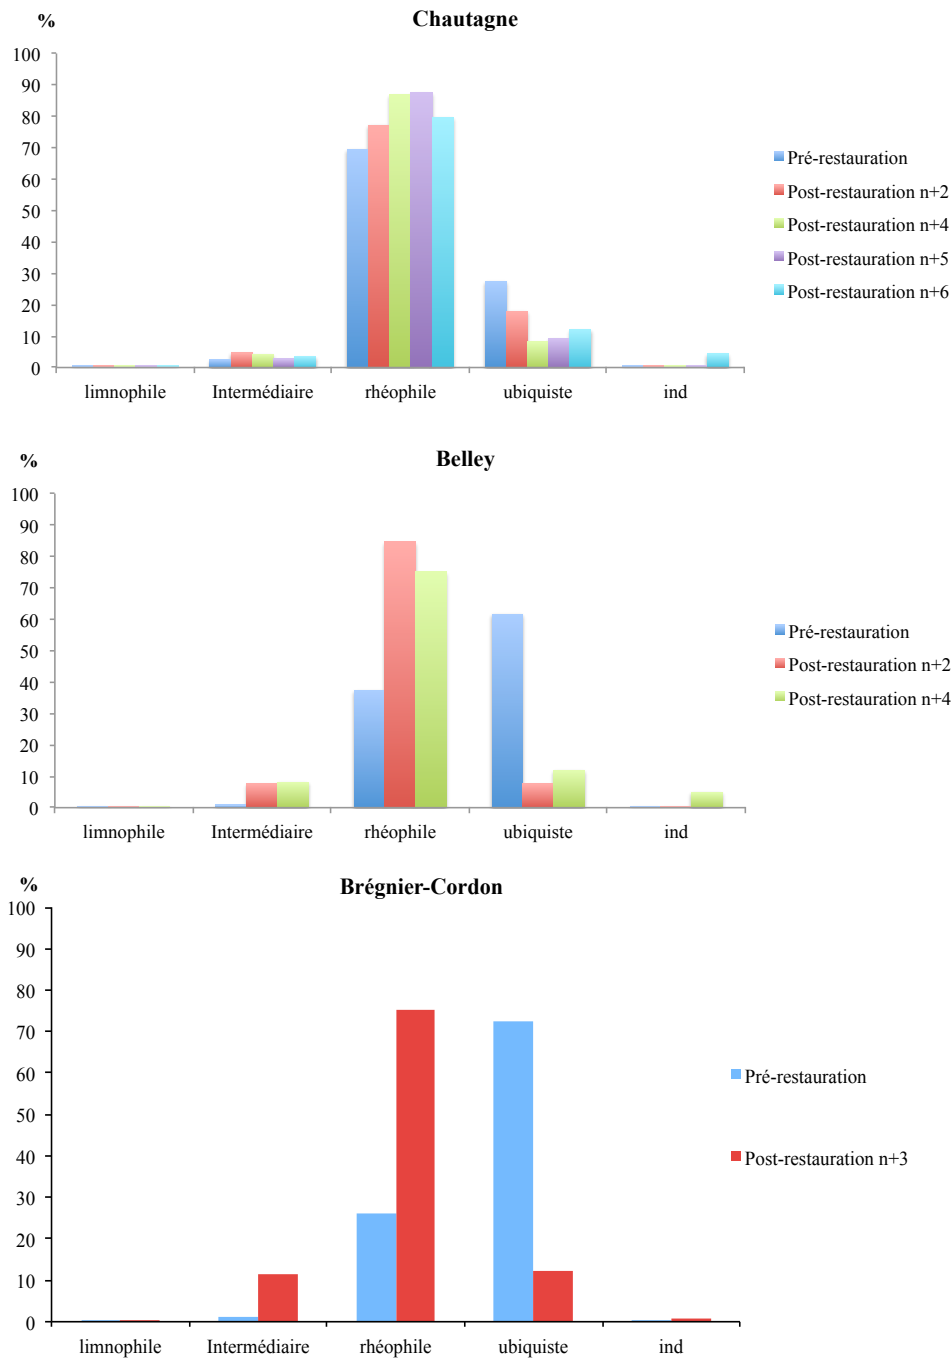 Chautagne
%
100
90
80
70
60
50
40
30
20
10
0
limnophile Intermédiaire rhéophile ubiquiste ind
Pré-restauration
Post-restauration n+2
Post-restauration n+4
Post-restauration n+5
Post-restauration n+6
Belley
%
100
90
80
70
60
50
40
30
20
10
0
limnophile Intermédiaire rhéophile ubiquiste ind
Pré-restauration
Post-restauration n+2
Post-restauration n+4
Brégnier-Cordon
%
100
90
80
70
60
50
40
30
20
10
0
limnophile Intermédiaire rhéophile ubiquiste ind
Pré-restauration
Post-restauration n+3